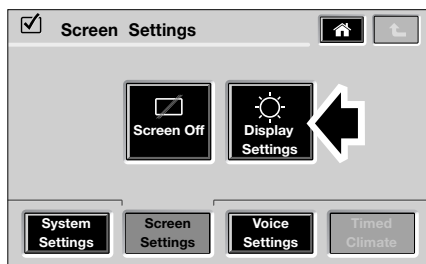 Screen Settings
Screen Off
Display
Settings
System
Settings
Screen
Settings
Voice
Settings
Timed
Climate